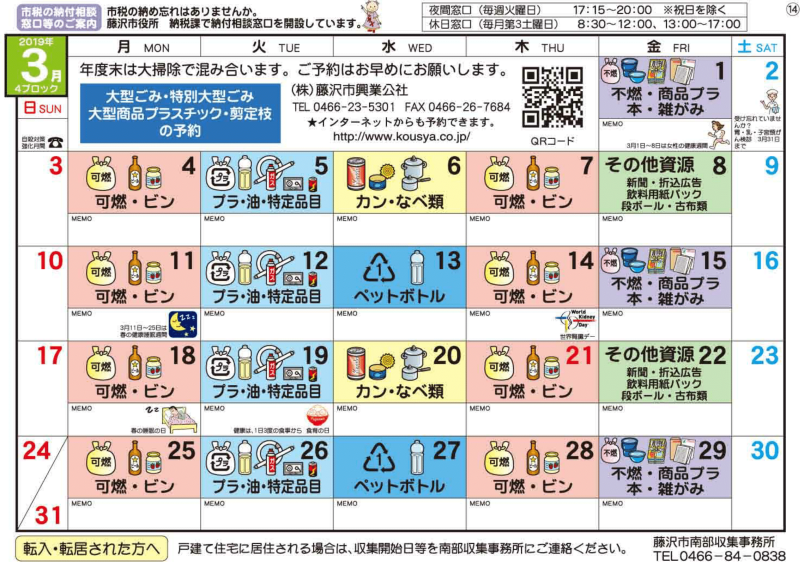 市税の納付相談
窓口等のご案内
市税の納め忘れはありませんか。
藤沢市役所 納税課で納付相談窓口を開設しています。
夜間窓口（毎週火曜日） 17:15～20:00 ※祝日を除く
休日窓口（毎月第3土曜日） 8:30～12:00、13:00～17:00
⑭
2019年
3月
4ブロック
日 SUN
月 MON
火 TUE
水 WED
木 THU
金 FRI
土 SAT
年度末は大掃除で混み合います。ご予約はお早めにお願いします。
大型ごみ・特別大型ごみ
大型商品プラスチック・剪定枝
の予約
（株）藤沢市興業公社
TEL 0466-23-5301 FAX 0466-26-7684
★インターネットからも予約できます。
http://www.kousya.co.jp/
QRコード
不燃 1
不燃・商品プラ
本・雑がみ
3月1日～8日は女性の健康週間
2
受け忘れていませ
んか？
胃・乳・子宮頸が
ん検診 3月31日
まで
自殺対策
強化月間
3
可燃 4
可燃・ビン
MEMO
プラ ガス 5
プラ・油・特定品目
MEMO
6
カン・なべ類
MEMO
可燃 7
可燃・ビン
MEMO
その他資源 8
新聞・折込広告
飲料用紙パック
段ボール・古布類
MEMO
9
10
可燃 11
可燃・ビン
MEMO
3月11日～25日は
春の健康睡眠週間
zzz
プラ ガス 12
プラ・油・特定品目
MEMO
1 13
ペットボトル
MEMO
可燃 14
可燃・ビン
MEMO
World
Kidney
Day
世界腎臓デー
不燃 15
不燃・商品プラ
本・雑がみ
MEMO
16
17
可燃 18
可燃・ビン
MEMO
春の睡眠の日
zz
プラ ガス 19
プラ・油・特定品目
MEMO
健康は、1日3度の食事から 食育の日
20
カン・なべ類
MEMO
可燃 21
可燃・ビン
MEMO
その他資源 22
新聞・折込広告
飲料用紙パック
段ボール・古布類
MEMO
23
24
31
可燃 25
可燃・ビン
MEMO
プラ ガス 26
プラ・油・特定品目
MEMO
1 27
ペットボトル
MEMO
可燃 28
可燃・ビン
MEMO
不燃 29
不燃・商品プラ
本・雑がみ
MEMO
30
転入・転居された方へ
戸建て住宅に居住される場合は、収集開始日等を南部収集事務所にご連絡ください。
藤沢市南部収集事務所
TEL0466-84-0838